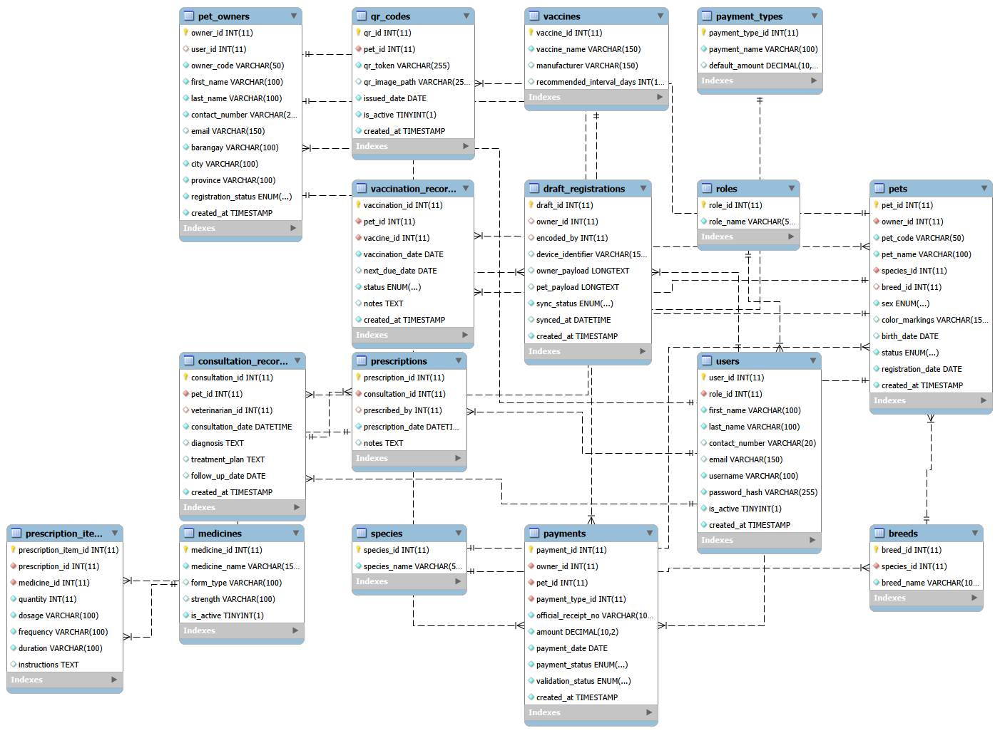 pet_owners
owner_id INT(11)
user_id INT(11)
owner_code VARCHAR(50)
first_name VARCHAR(100)
last_name VARCHAR(100)
contact_number VARCHAR(2...
email VARCHAR(150)
barangay VARCHAR(100)
city VARCHAR(100)
province VARCHAR(100)
registration_status ENUM(...)
created_at TIMESTAMP
Indexes
qr_codes
qr_id INT(11)
pet_id INT(11)
qr_token VARCHAR(255)
qr_image_path VARCHAR(25...
issued_date DATE
is_active TINYINT(1)
created_at TIMESTAMP
Indexes
vaccines
vaccine_id INT(11)
vaccine_name VARCHAR(150)
manufacturer VARCHAR(150)
recommended_interval_days INT(1...
Indexes
payment_types
payment_type_id INT(11)
payment_name VARCHAR(100)
default_amount DECIMAL(10,...
Indexes
vaccination_recor...
vaccination_id INT(11)
pet_id INT(11)
vaccine_id INT(11)
vaccination_date DATE
next_due_date DATE
status ENUM(...)
notes TEXT
created_at TIMESTAMP
Indexes
draft_registrations
draft_id INT(11)
owner_id INT(11)
encoded_by INT(11)
device_identifier VARCHAR(15...
owner_payload LONGTEXT
pet_payload LONGTEXT
sync_status ENUM(...)
synced_at DATETIME
created_at TIMESTAMP
Indexes
roles
role_id INT(11)
role_name VARCHAR(5...
Indexes
pets
pet_id INT(11)
owner_id INT(11)
pet_code VARCHAR(50)
pet_name VARCHAR(100)
species_id INT(11)
breed_id INT(11)
sex ENUM(...)
color_markings VARCHAR(15...
birth_date DATE
status ENUM(...)
registration_date DATE
created_at TIMESTAMP
Indexes
consultation_recor...
consultation_id INT(11)
pet_id INT(11)
veterinarian_id INT(11)
consultation_date DATETIME
diagnosis TEXT
treatment_plan TEXT
follow_up_date DATE
created_at TIMESTAMP
Indexes
prescriptions
prescription_id INT(11)
consultation_id INT(11)
prescribed_by INT(11)
prescription_date DATETI...
notes TEXT
Indexes
users
user_id INT(11)
role_id INT(11)
first_name VARCHAR(100)
last_name VARCHAR(100)
contact_number VARCHAR(20)
email VARCHAR(150)
username VARCHAR(100)
password_hash VARCHAR(255)
is_active TINYINT(1)
created_at TIMESTAMP
Indexes
prescription_ite...
prescription_item_id INT(11)
prescription_id INT(11)
medicine_id INT(11)
quantity INT(11)
dosage VARCHAR(100)
frequency VARCHAR(100)
duration VARCHAR(100)
instructions TEXT
Indexes
medicines
medicine_id INT(11)
medicine_name VARCHAR(15...
form_type VARCHAR(100)
strength VARCHAR(100)
is_active TINYINT(1)
Indexes
species
species_id INT(11)
species_name VARCHAR(5...
Indexes
payments
payment_id INT(11)
owner_id INT(11)
pet_id INT(11)
payment_type_id INT(11)
official_receipt_no VARCHAR(10...
amount DECIMAL(10,2)
payment_date DATE
payment_status ENUM(...)
validation_status ENUM(...)
created_at TIMESTAMP
Indexes
breeds
breed_id INT(11)
species_id INT(11)
breed_name VARCHAR(10...
Indexes